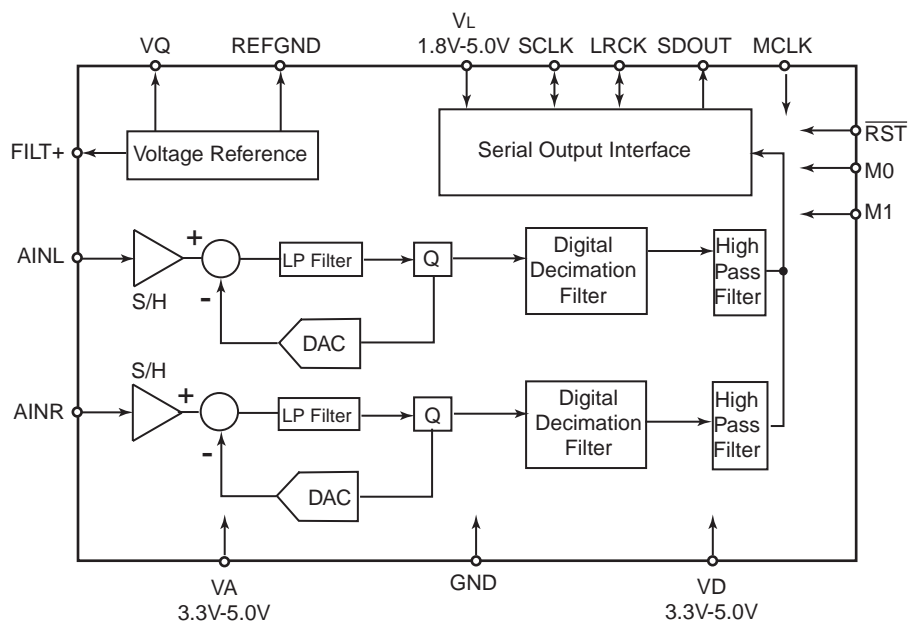 VL
VQ REFGND 1.8V-5.0V SCLK LRCK SDOUT MCLK
RST
FILT+ Voltage Reference Serial Output Interface
M0
M1
AINL + LP Filter Q Digital Decimation Filter High Pass Filter
S/H -
DAC
S/H
AINR + LP Filter Q Digital Decimation Filter High Pass Filter
-
DAC
VA GND VD
3.3V-5.0V 3.3V-5.0V